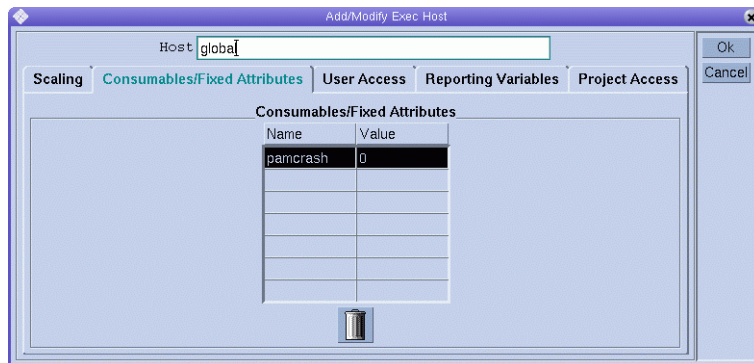 Add/Modify Exec Host
Host global
Ok
Cancel
Scaling Consumables/Fixed Attributes User Access Reporting Variables Project Access
Consumables/Fixed Attributes
Name Value
pamcrash 0